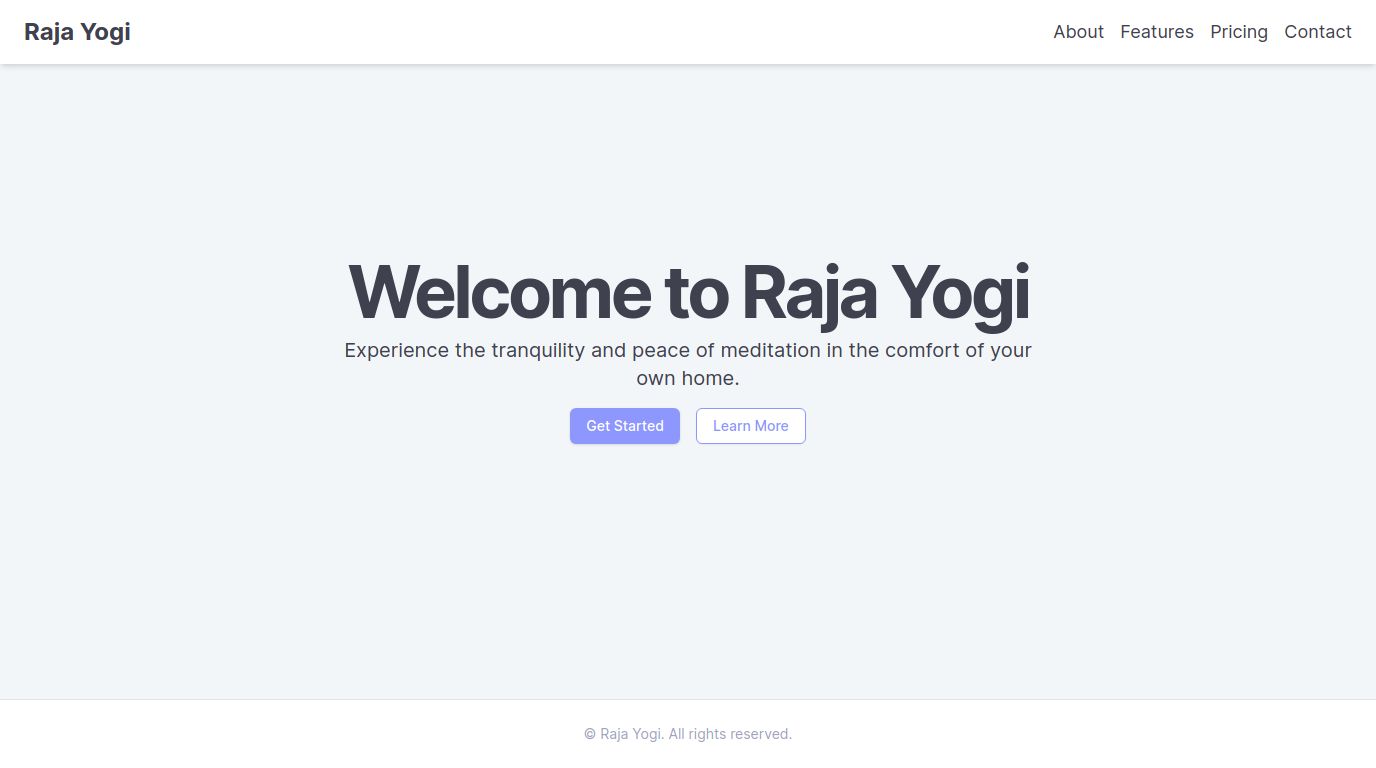 Raja Yogi
About Features Pricing Contact
Welcome to Raja Yogi
Experience the tranquility and peace of meditation in the comfort of your
own home.
Get Started Learn More
© Raja Yogi. All rights reserved.